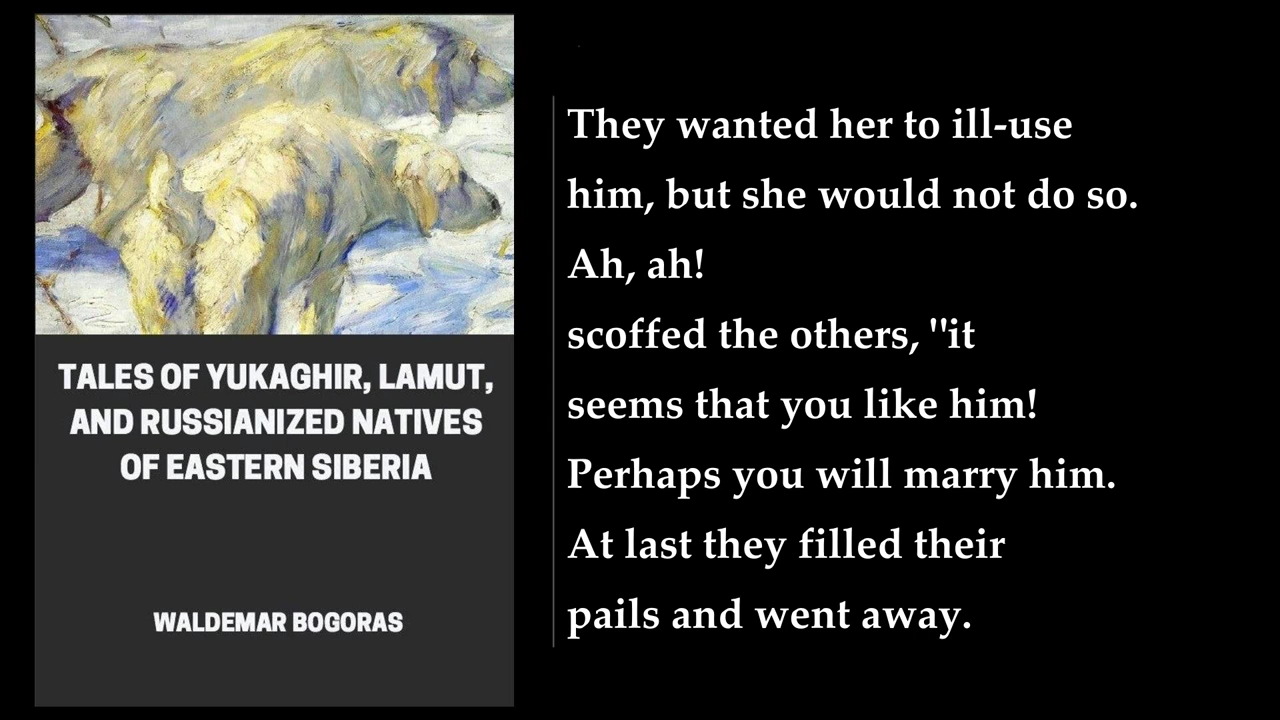 TALES OF YUKAGHIR, LAMUT,
AND RUSSIANIZED NATIVES
OF EASTERN SIBERIA
WALDEMAR BOGORAS
They wanted her to ill-use
him, but she would not do so.
Ah, ah!
scoffed the others, "it
seems that you like him!
Perhaps you will marry him.
At last they filled their
pails and went away.